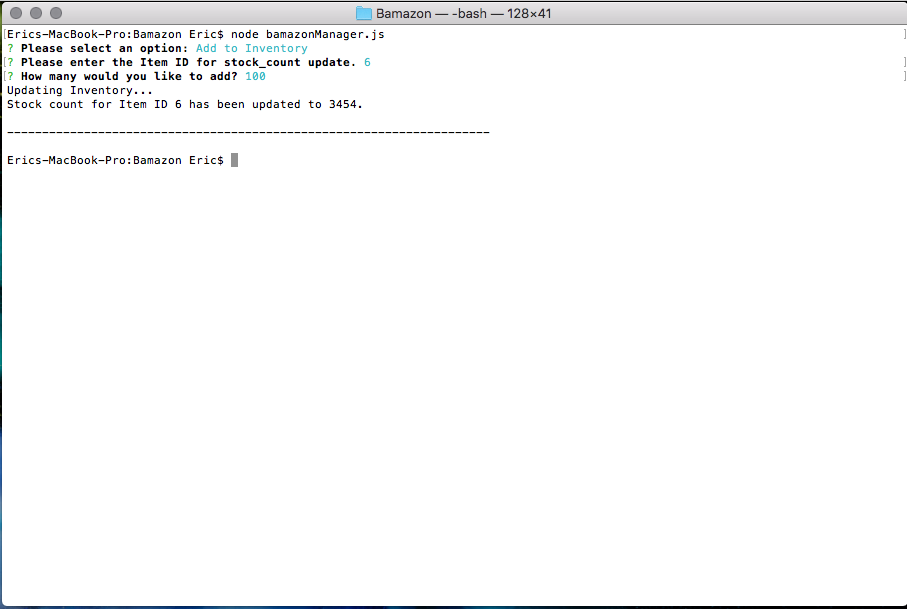 Bamazon — -bash — 128×41
[Erics-MacBook-Pro:Bamazon Eric$ node bamazonManager.js ]
? Please select an option: Add to Inventory
[? Please enter the Item ID for stock_count update. 6 ]
[? How many would you like to add? 100 ]
Updating Inventory...
Stock count for Item ID 6 has been updated to 3454.
---------------------------------------------------------------------
Erics-MacBook-Pro:Bamazon Eric$